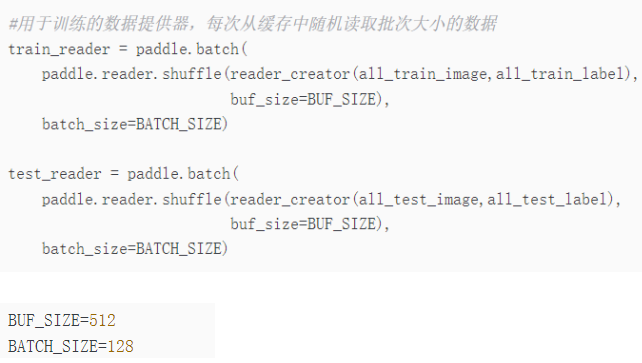 #用于训练的数据提供器，每次从缓存中随机读取批次大小的数据
train_reader = paddle.batch(
    paddle.reader.shuffle(reader_creator(all_train_image,all_train_label),
                          buf_size=BUF_SIZE),
    batch_size=BATCH_SIZE)

test_reader = paddle.batch(
    paddle.reader.shuffle(reader_creator(all_test_image,all_test_label),
                          buf_size=BUF_SIZE),
    batch_size=BATCH_SIZE)

BUF_SIZE=512
BATCH_SIZE=128